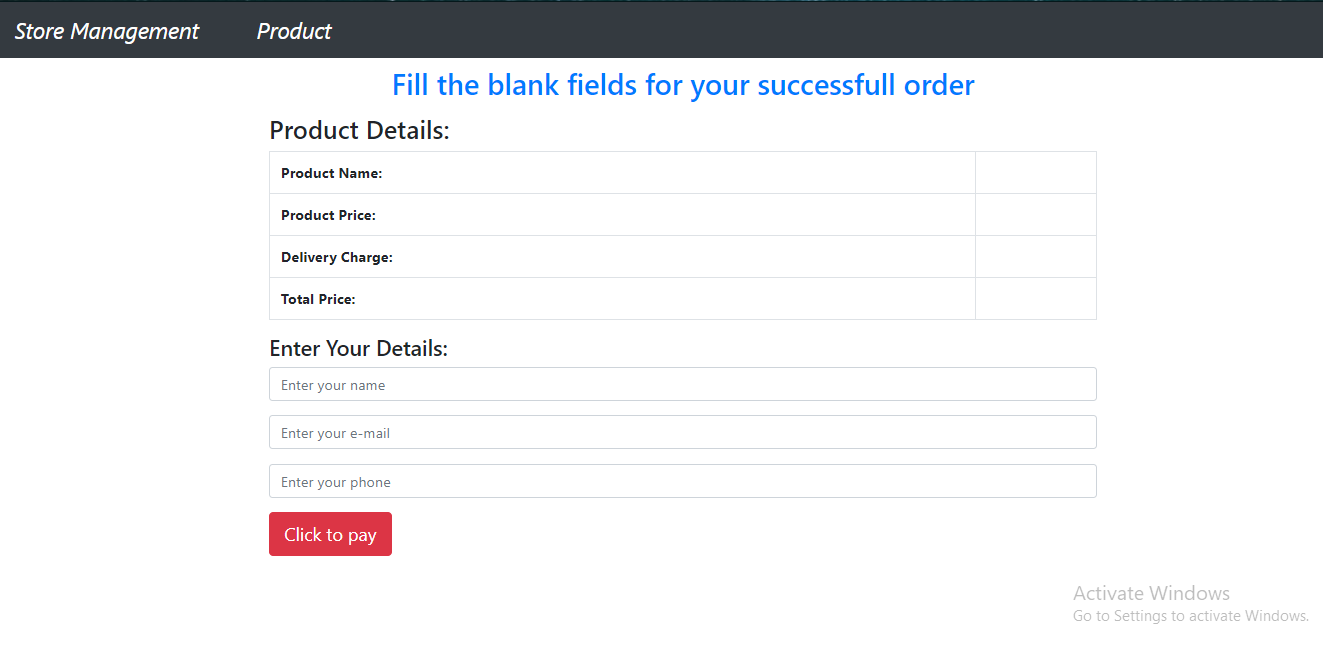 Store Management Product
Fill the blank fields for your successfull order
Product Details:
Product Name:
Product Price:
Delivery Charge:
Total Price:
Enter Your Details:
Enter your name
Enter your e-mail
Enter your phone
Click to pay
Activate Windows
Go to Settings to activate Windows.